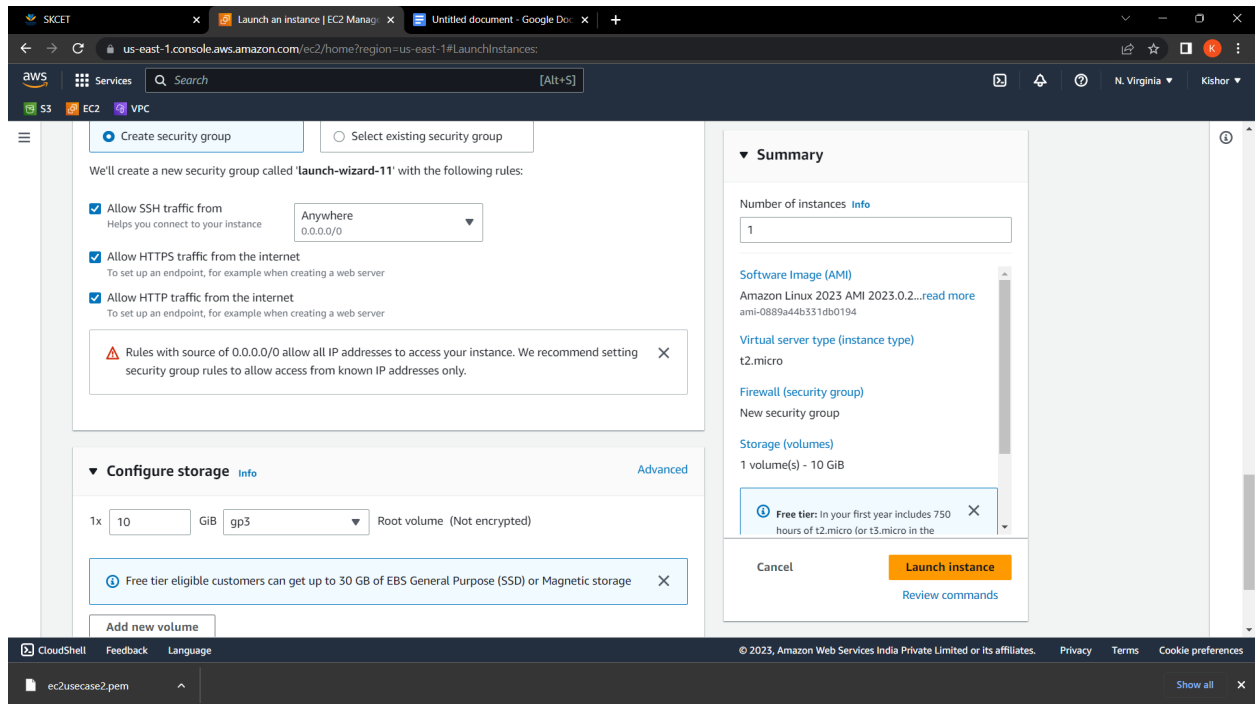 SKCET
Launch an instance | EC2 Manag
Untitled document - Google Doc
us-east-1.console.aws.amazon.com/ec2/home?region=us-east-1#LaunchInstances:
K
aws
Services
Search
[Alt+S]
N. Virginia
Kishor
S3
EC2
VPC
Create security group
Select existing security group
We'll create a new security group called 'launch-wizard-11' with the following rules:
Allow SSH traffic from
Helps you connect to your instance
Anywhere
0.0.0.0/0
Allow HTTPS traffic from the internet
To set up an endpoint, for example when creating a web server
Allow HTTP traffic from the internet
To set up an endpoint, for example when creating a web server
Rules with source of 0.0.0.0/0 allow all IP addresses to access your instance. We recommend setting
security group rules to allow access from known IP addresses only.
Configure storage Info
Advanced
1x 10 GiB gp3 Root volume (Not encrypted)
Free tier eligible customers can get up to 30 GB of EBS General Purpose (SSD) or Magnetic storage
Add new volume
Summary
Number of instances Info
1
Software Image (AMI)
Amazon Linux 2023 AMI 2023.0.2...read more
ami-0889a44b331db0194
Virtual server type (instance type)
t2.micro
Firewall (security group)
New security group
Storage (volumes)
1 volume(s) - 10 GiB
Free tier: In your first year includes 750
hours of t2.micro (or t3.micro in the
Cancel
Launch instance
Review commands
CloudShell
Feedback
Language
© 2023, Amazon Web Services India Private Limited or its affiliates.
Privacy
Terms
Cookie preferences
ec2usecase2.pem
Show all